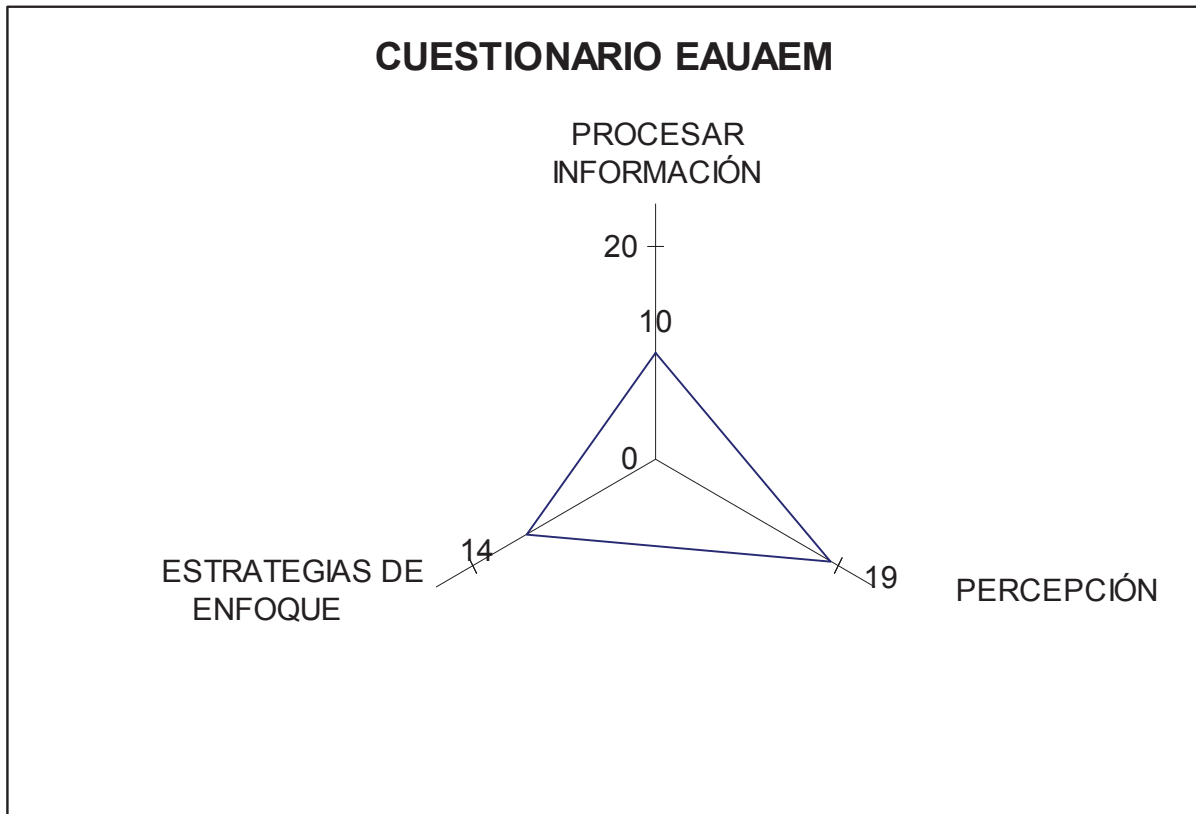 CUESTIONARIO EAUAEM
PROCESAR
INFORMACIÓN
20
10
0
14
19
ESTRATEGIAS DE
ENFOQUE
PERCEPCIÓN